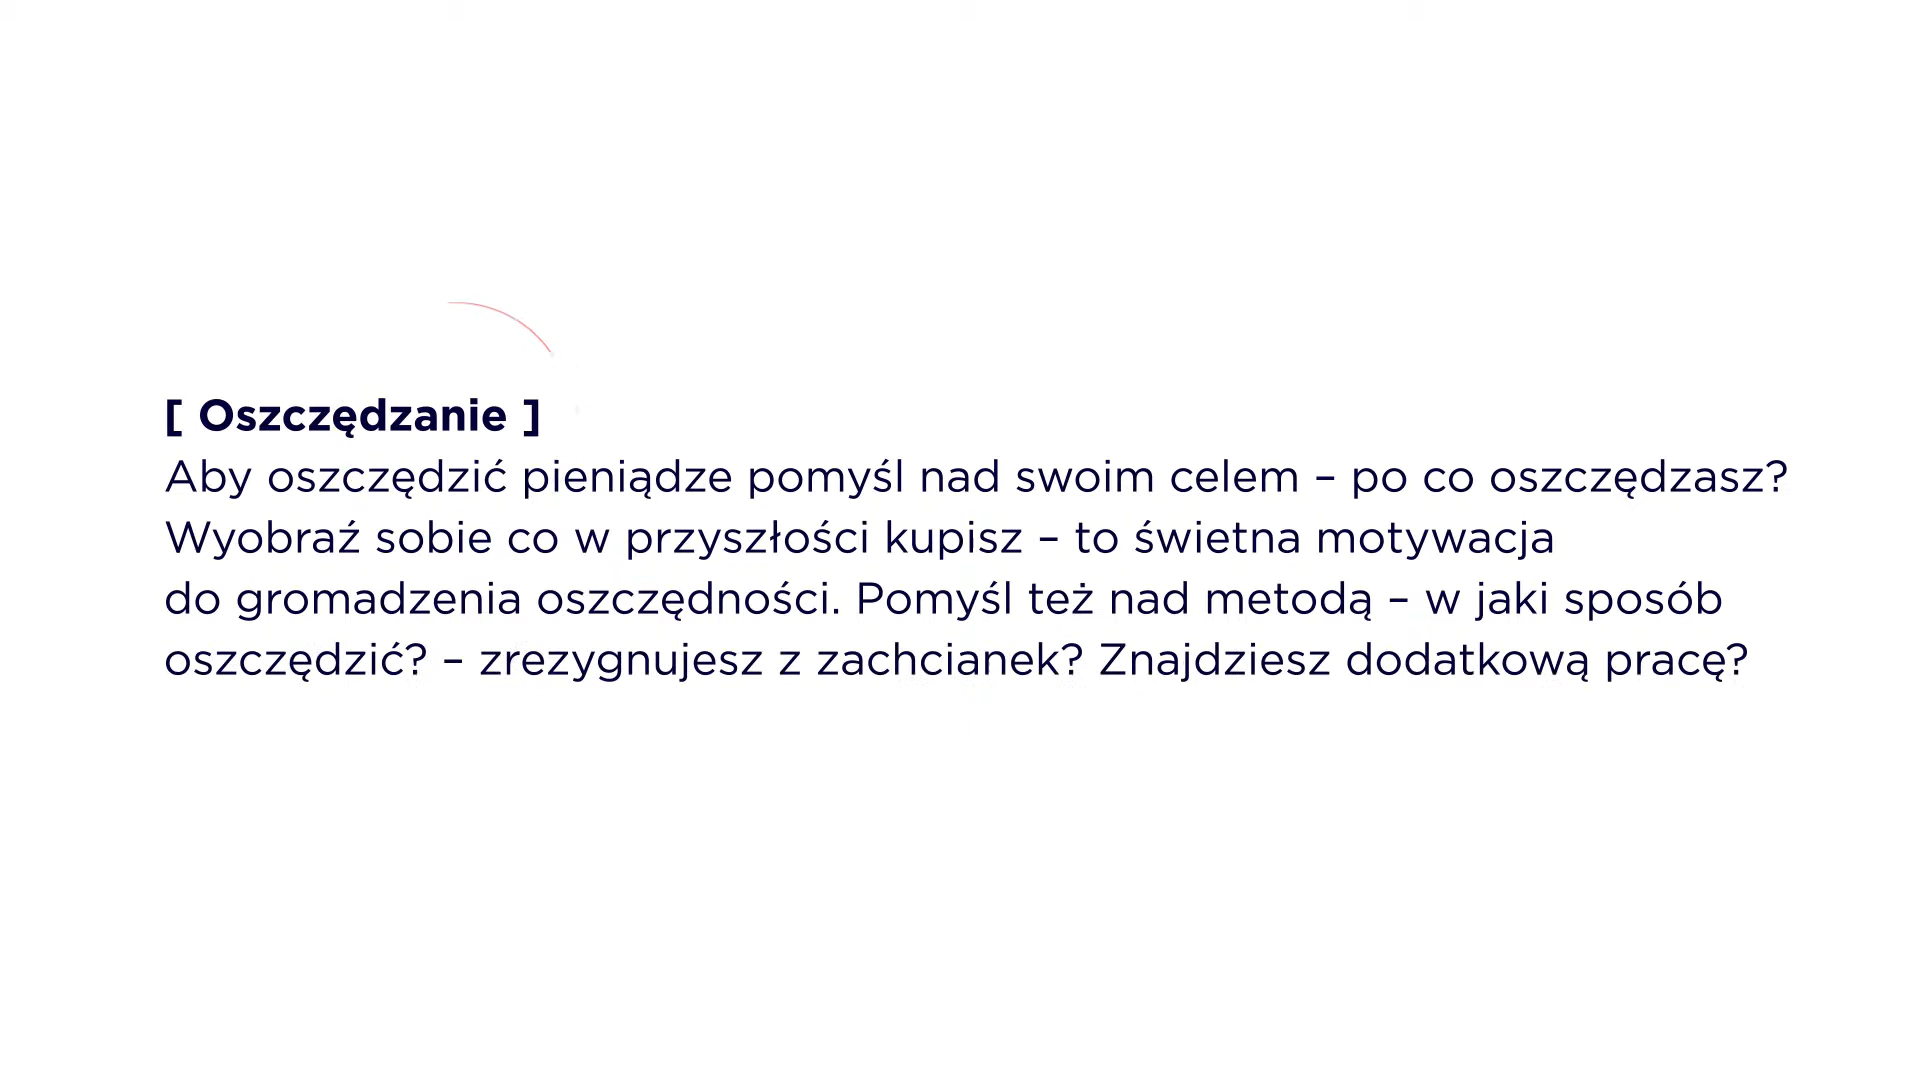 [ Oszczędzanie ]
Aby oszczędzić pieniądze pomyśl nad swoim celem – po co oszczędzasz?
Wyobraź sobie co w przyszłości kupisz – to świetna motywacja
do gromadzenia oszczędności. Pomyśl też nad metodą – w jaki sposób
oszczędzić? – zrezygnujesz z zachcianek? Znajdziesz dodatkową pracę?